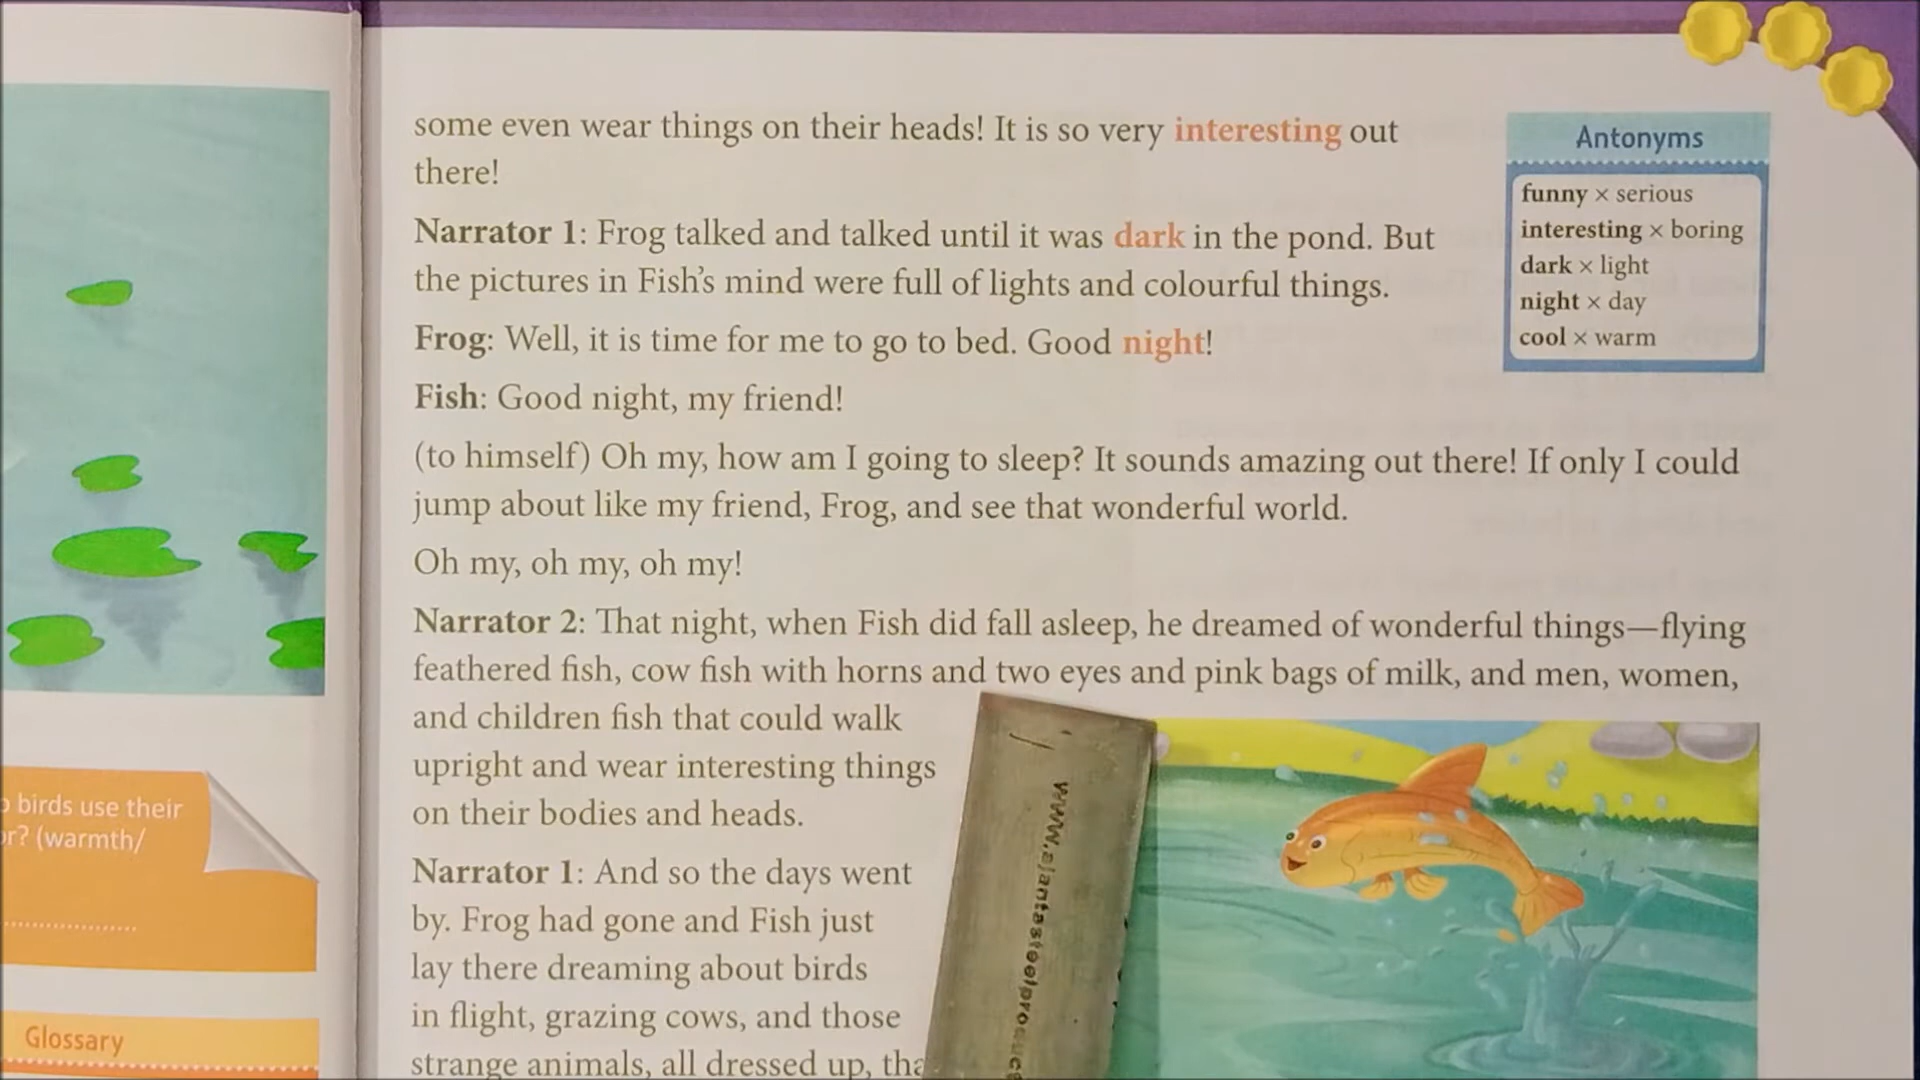 some even wear things on their heads! It is so very interesting out
there!
Narrator 1: Frog talked and talked until it was dark in the pond. But
the pictures in Fish's mind were full of lights and colourful things.
Frog: Well, it is time for me to go to bed. Good night!
Fish: Good night, my friend!
(to himself) Oh my, how am I going to sleep? It sounds amazing out there! If only I could
jump about like my friend, Frog, and see that wonderful world.
Oh my, oh my, oh my!
Narrator 2: That night, when Fish did fall asleep, he dreamed of wonderful things—flying
feathered fish, cow fish with horns and two eyes and pink bags of milk, and men, women,
and children fish that could walk
upright and wear interesting things
on their bodies and heads.
Narrator 1: And so the days went
by. Frog had gone and Fish just
lay there dreaming about birds
in flight, grazing cows, and those
strange animals, all dressed up,
Antonyms
funny × serious
interesting × boring
dark × light
night × day
cool × warm
birds use their
(warmth/
Glossary